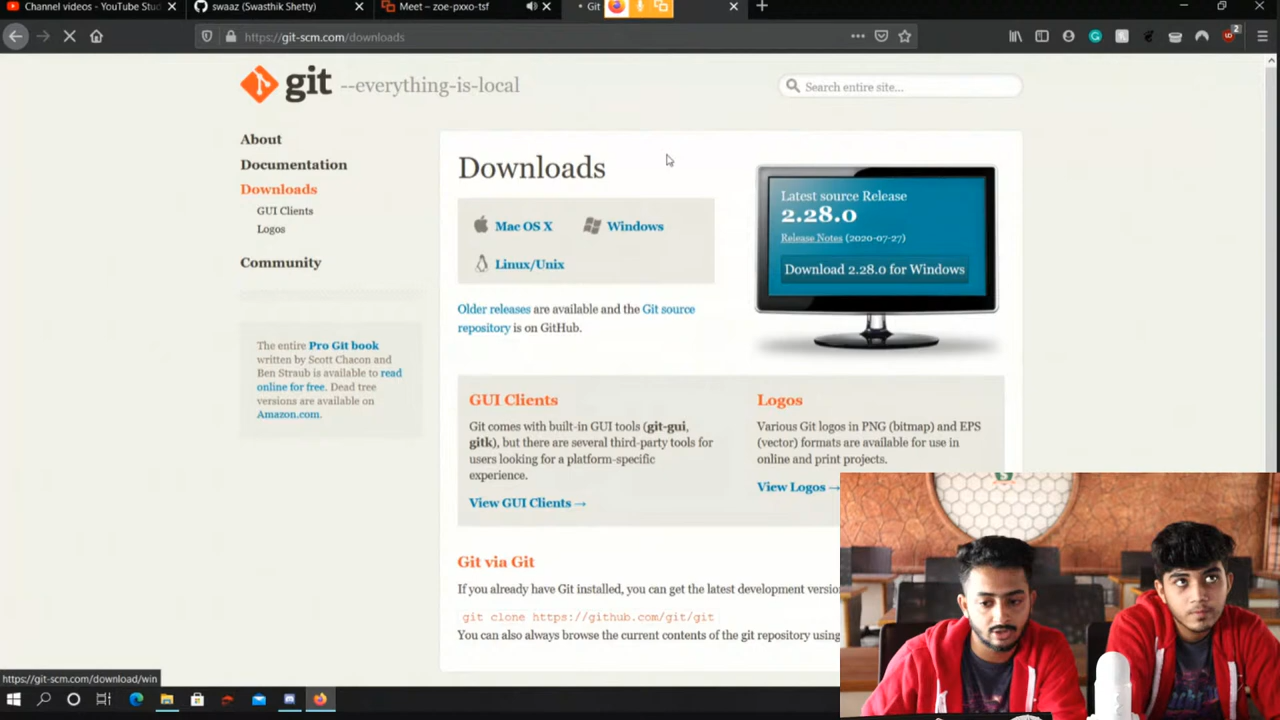 Channel videos - YouTube Stud
swaaz (Swasthik Shetty)
Meet – zoe-pxxo-tsf
Git
https://git-scm.com/downloads
2
git --everything-is-local
Search entire site...
About
Documentation
Downloads
GUI Clients
Logos
Community
The entire Pro Git book
written by Scott Chacon and
Ben Straub is available to read
online for free. Dead tree
versions are available on
Amazon.com.
Downloads
Mac OS X
Windows
Linux/Unix
Older releases are available and the Git source
repository is on GitHub.
Latest source Release
2.28.0
Release Notes (2020-07-27)
Download 2.28.0 for Windows
GUI Clients
Git comes with built-in GUI tools (git-gui,
gitk), but there are several third-party tools for
users looking for a platform-specific
experience.
View GUI Clients →
Logos
Various Git logos in PNG (bitmap) and EPS
(vector) formats are available for use in
online and print projects.
View Logos →
Git via Git
If you already have Git installed, you can get the latest development versio
git clone https://github.com/git/git
You can also always browse the current contents of the git repository using
https://git-scm.com/download/win